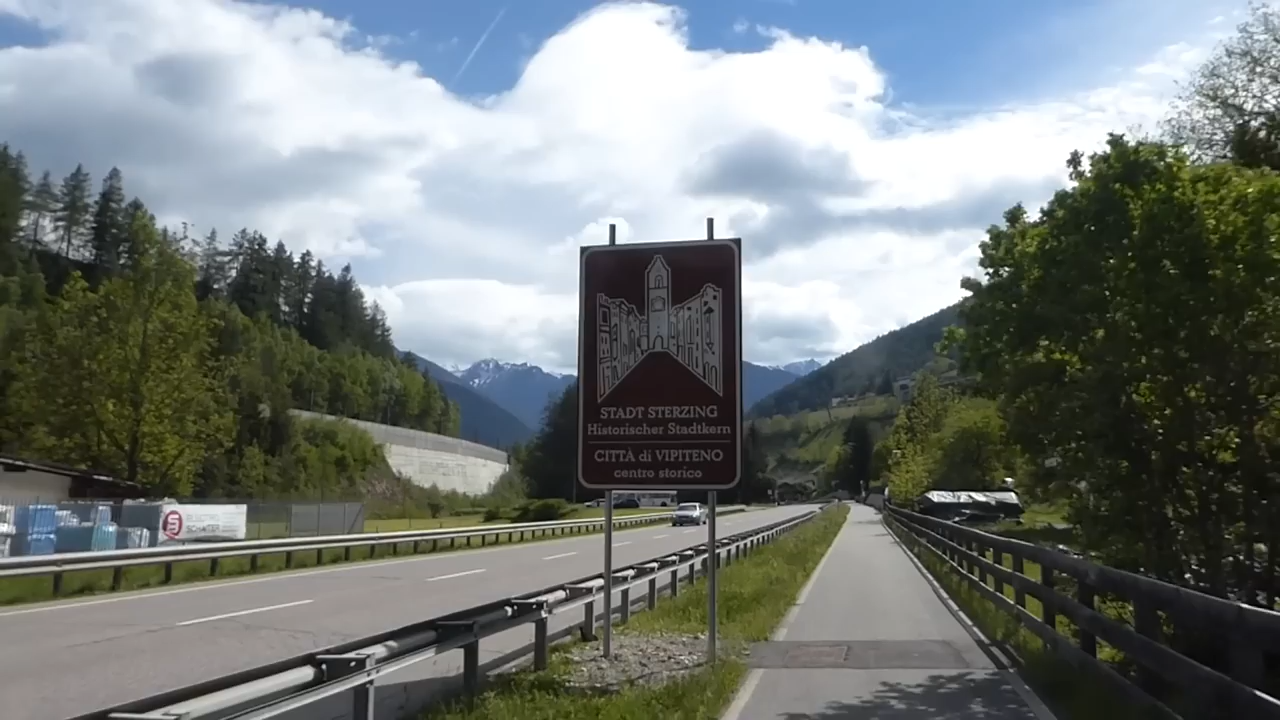 STADT STERZING
Historischer Stadtkern
CITTÀ di VIPITENO
centro storico